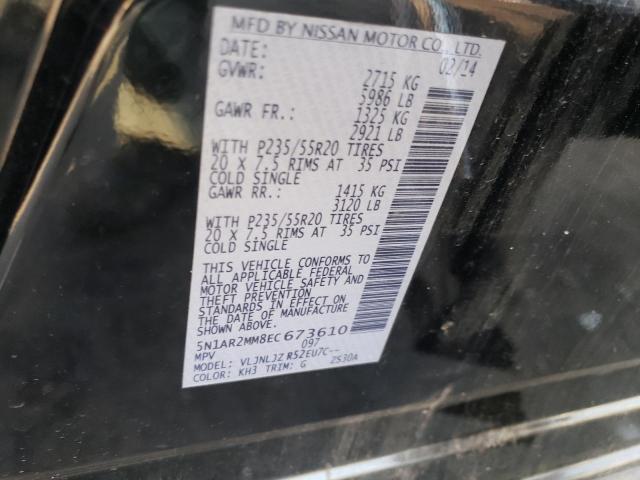 MFD BY NISSAN MOTOR CO., LTD.
DATE: 02/14
GVWR: 2715 KG
5986 LB
GAWR FR.: 1325 KG
2921 LB
WITH P235/55R20 TIRES
20 X 7.5 RIMS AT 35 PSI
COLD SINGLE
GAWR RR.: 1415 KG
3120 LB
WITH P235/55R20 TIRES
20 X 7.5 RIMS AT 35 PSI
COLD SINGLE
THIS VEHICLE CONFORMS TO
ALL APPLICABLE FEDERAL
MOTOR VEHICLE SAFETY AND
THEFT PREVENTION
STANDARDS IN EFFECT ON
THE DATE OF MANUFACTURE
SHOWN ABOVE.
5N1AR2MM8EC673610
MPV 097
MODEL: VLJNLJZ R52EU7C--
COLOR: KH3 TRIM: G ZS30A